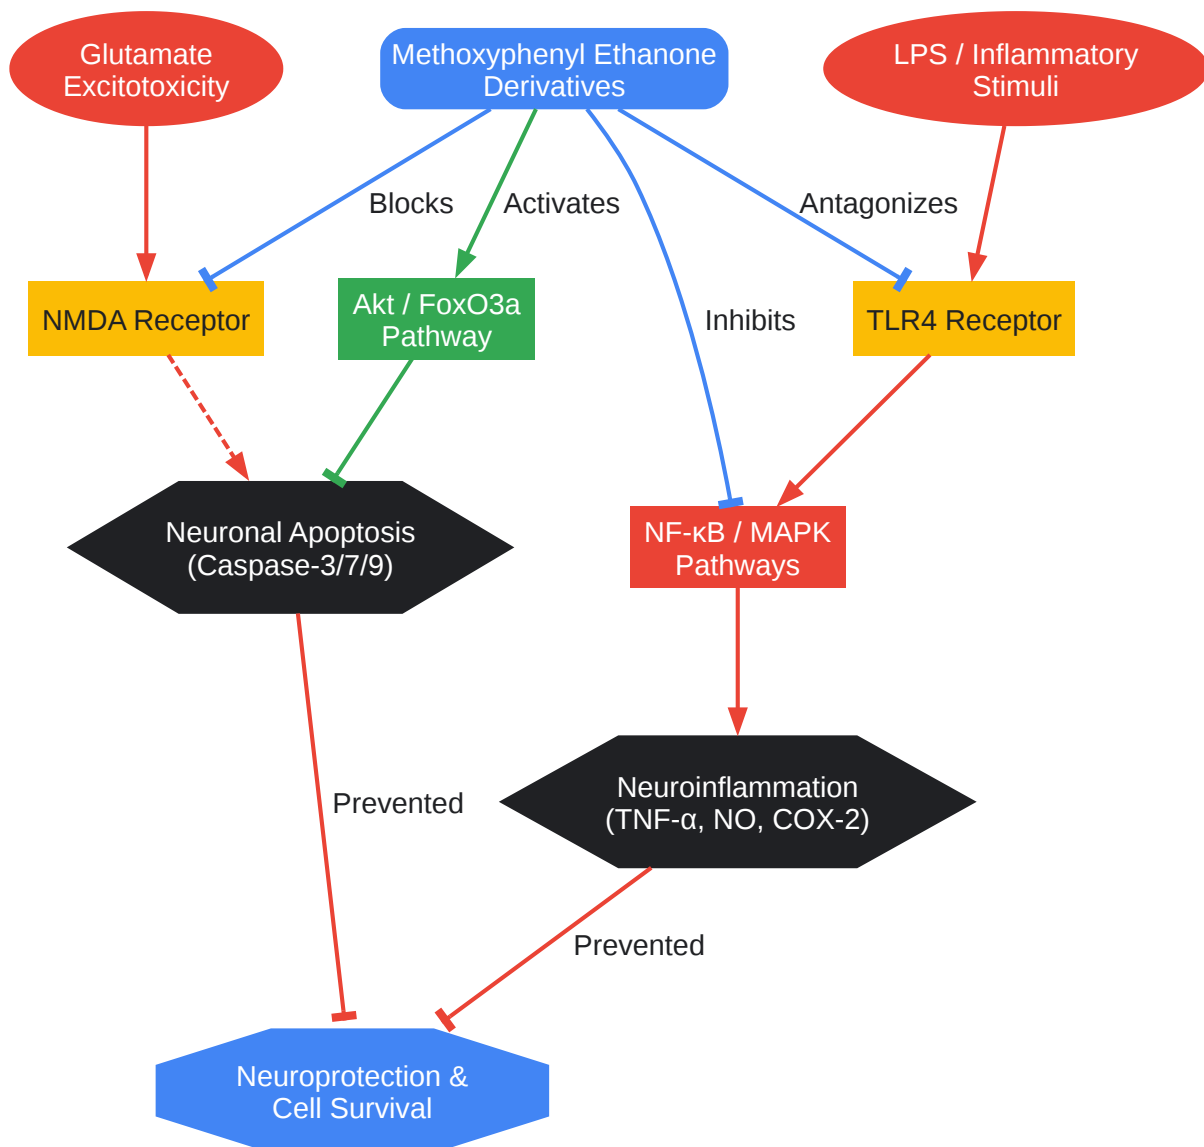 Glutamate
Excitotoxicity
Methoxyphenyl Ethanone
Derivatives
LPS / Inflammatory
Stimuli
Blocks
Activates
Antagonizes
NMDA Receptor
Akt / FoxO3a
Pathway
Inhibits
TLR4 Receptor
Neuronal Apoptosis
(Caspase-3/7/9)
NF-κB / MAPK
Pathways
Prevented
Neuroinflammation
(TNF-α, NO, COX-2)
Prevented
Neuroprotection &
Cell Survival